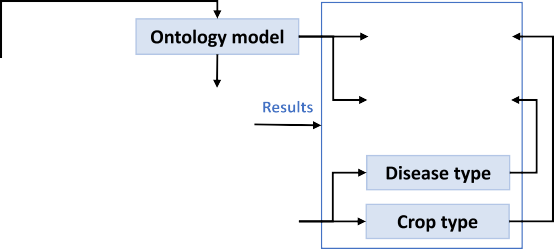 Ontology model
Results
Disease type
Crop type